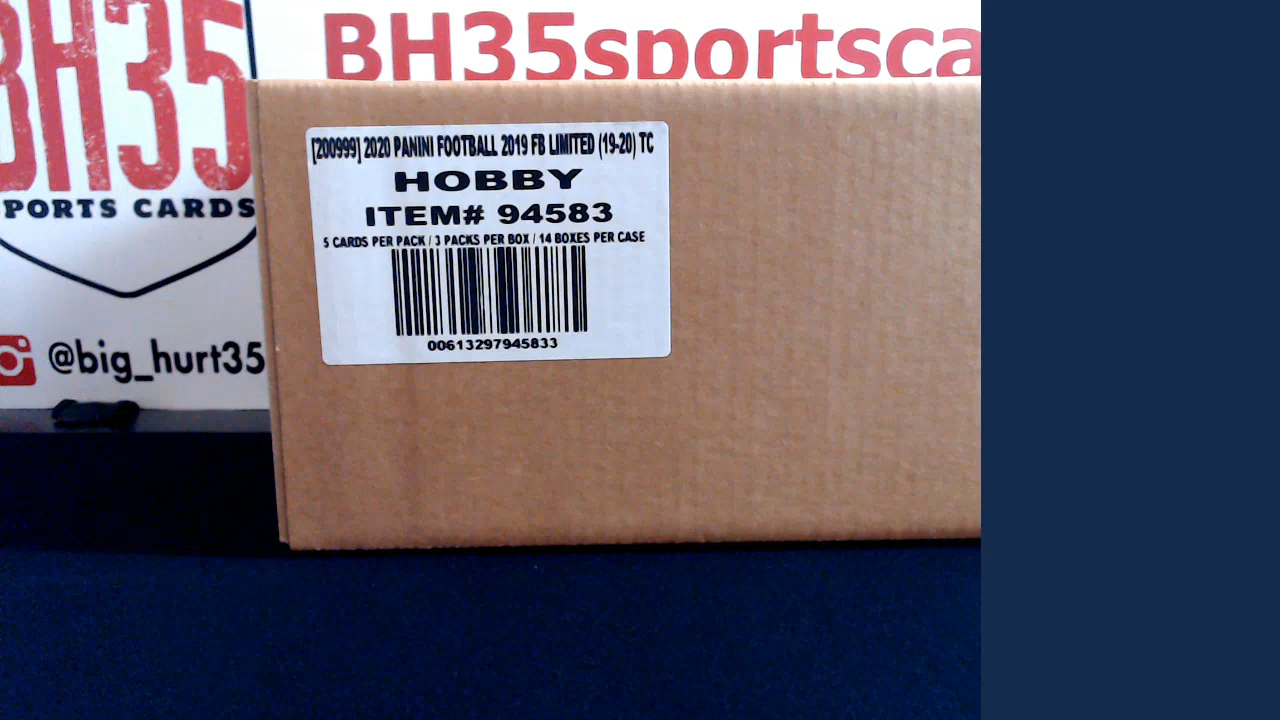 BH35
PORTS CARDS
@big_hurt35
BH35sportsca
[200999] 2020 PANINI FOOTBALL 2019 FB LIMITED (19-20) TC
HOBBY
ITEM# 94583
5 CARDS PER PACK / 3 PACKS PER BOX / 14 BOXES PER CASE
00613297945833